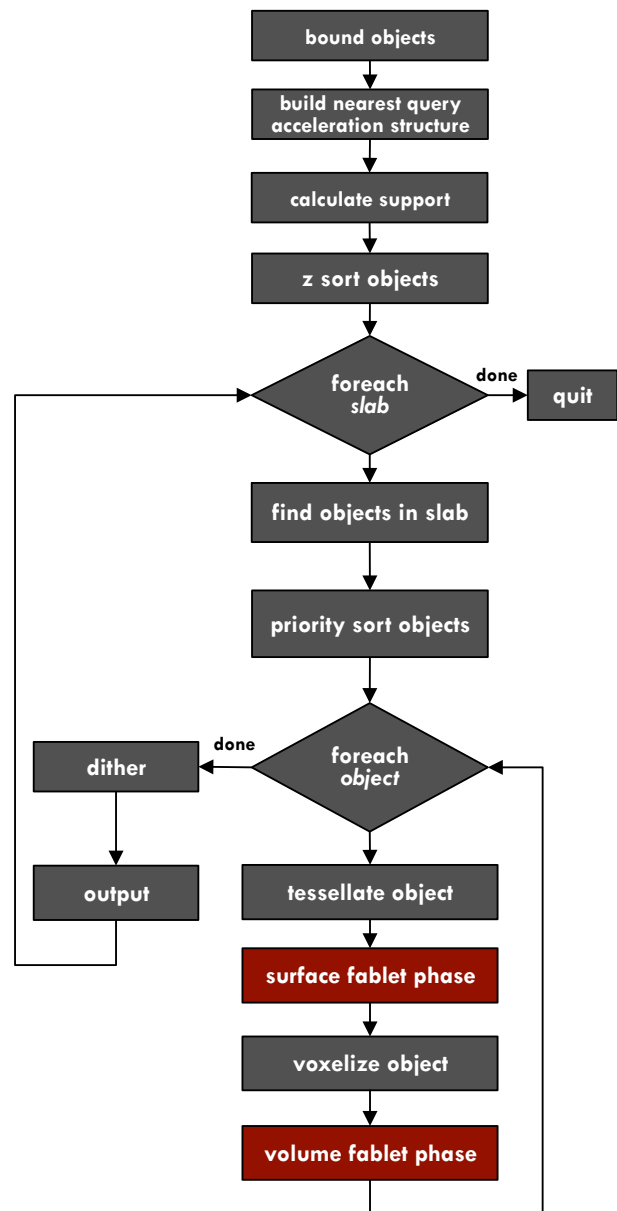 bound objects
build nearest query
acceleration structure
calculate support
z sort objects
foreach
slab
done
quit
find objects in slab
priority sort objects
foreach
object
done
dither
output
tessellate object
surface fablet phase
voxelize object
volume fablet phase